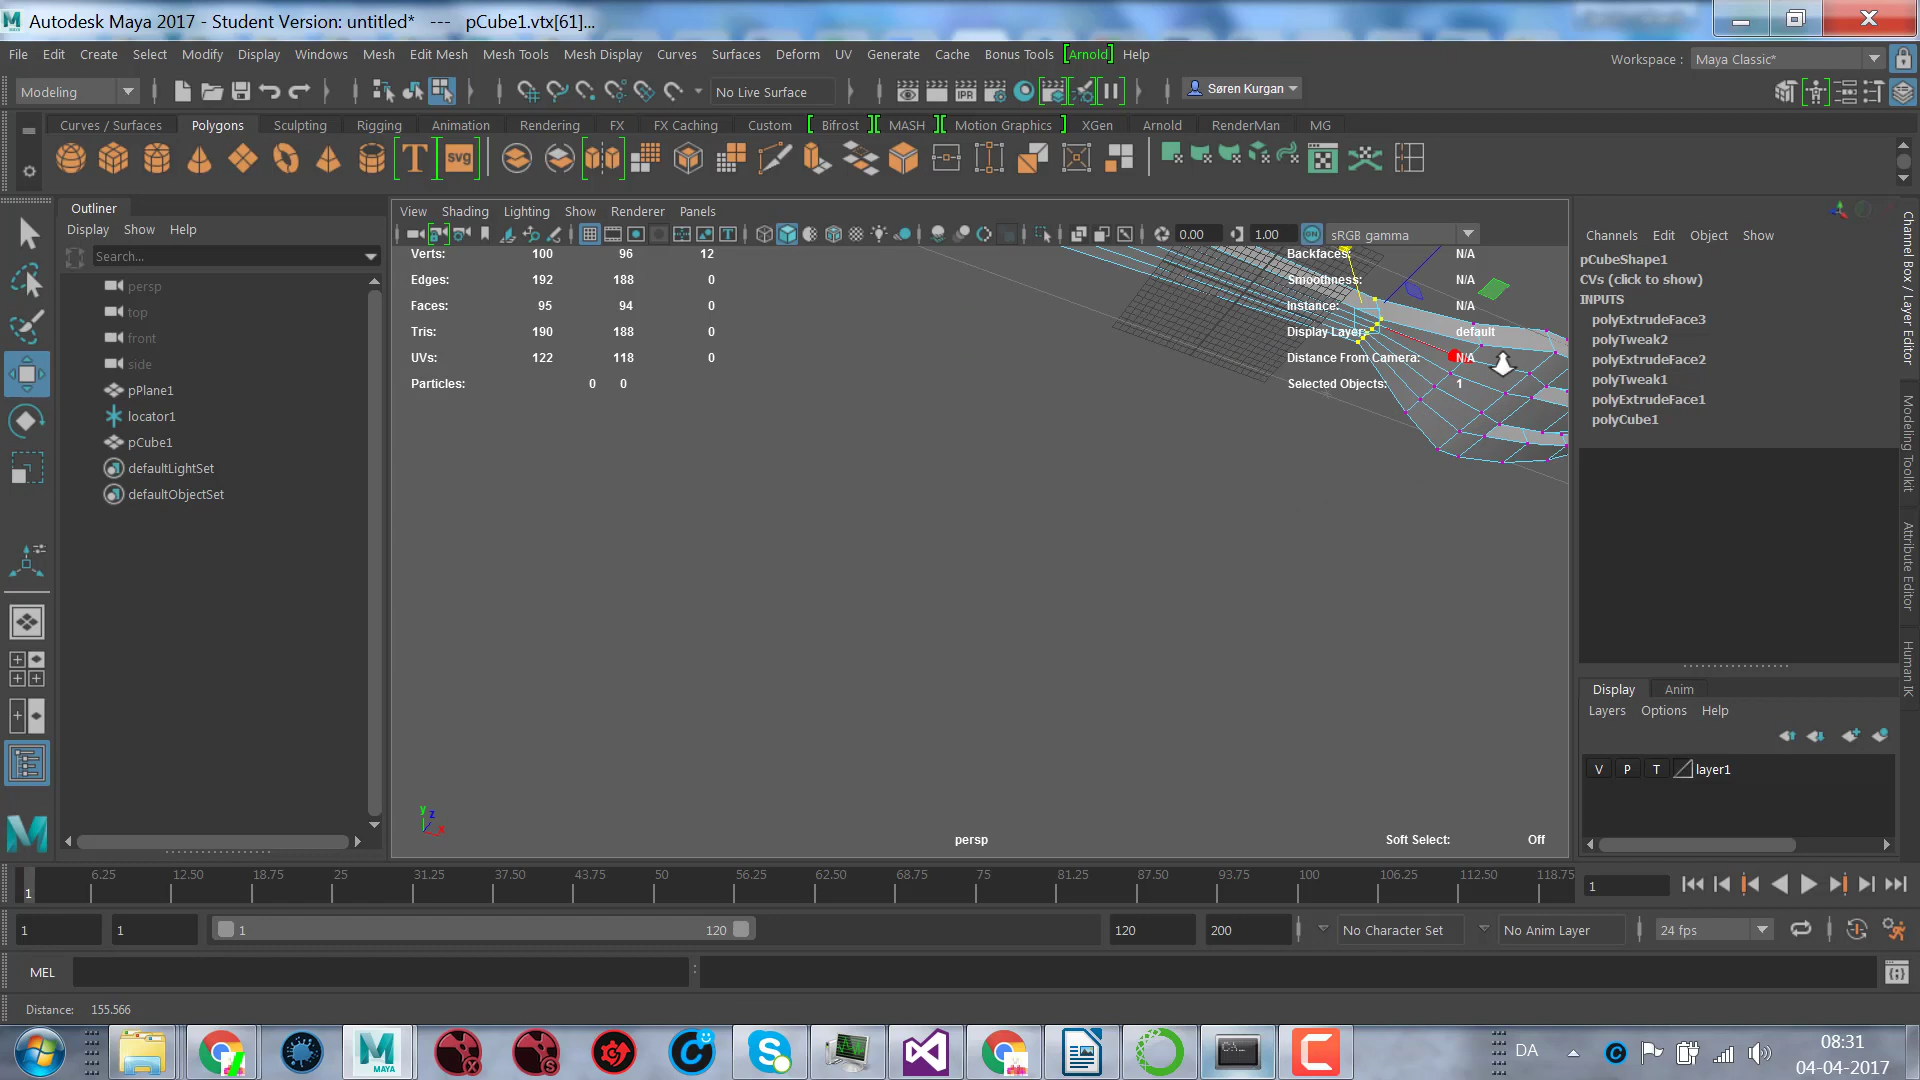 Autodesk Maya 2017 - Student Version: untitled* --- pCube1.vtx[61]...
File Edit Create Select Modify Display Windows Mesh Edit Mesh Mesh Tools Mesh Display Curves Surfaces Deform UV Generate Cache Bonus Tools [Arnold] Help
Workspace : Maya Classic*
Modeling
No Live Surface
IPR
Søren Kurgan
Curves / Surfaces Polygons Sculpting Rigging Animation Rendering FX FX Caching Custom [ Bifrost ][ MASH ][ Motion Graphics ] XGen Arnold RenderMan MG
T
svg
Outliner
Display Show Help
Search...
persp
top
front
side
pPlane1
locator1
pCube1
defaultLightSet
defaultObjectSet
View Shading Lighting Show Renderer Panels
0.00
1.00
ON
sRGB gamma
Verts: 100 96 12
Edges: 192 188 0
Faces: 95 94 0
Tris: 190 188 0
UVs: 122 118 0
Particles: 0 0
Backfaces: N/A
Smoothness: N/A
Instance: N/A
Display Layer: default
Distance From Camera: N/A
Selected Objects: 1
y z
x
persp
Soft Select: Off
Channels Edit Object Show
pCubeShape1
CVs (click to show)
INPUTS
polyExtrudeFace3
polyTweak2
polyExtrudeFace2
polyTweak1
polyExtrudeFace1
polyCube1
Channel Box / Layer Editor
Modeling Toolkit
Attribute Editor
Human IK
Display Anim
Layers Options Help
V P T layer1
1 6.25 12.50 18.75 25 31.25 37.50 43.75 50 56.25 62.50 68.75 75 81.25 87.50 93.75 100 106.25 112.50 118.75
1
1 1 1 120 120 200 No Character Set No Anim Layer 24 fps
MEL
Distance: 155.566
MAYA
DA
08:31
04-04-2017